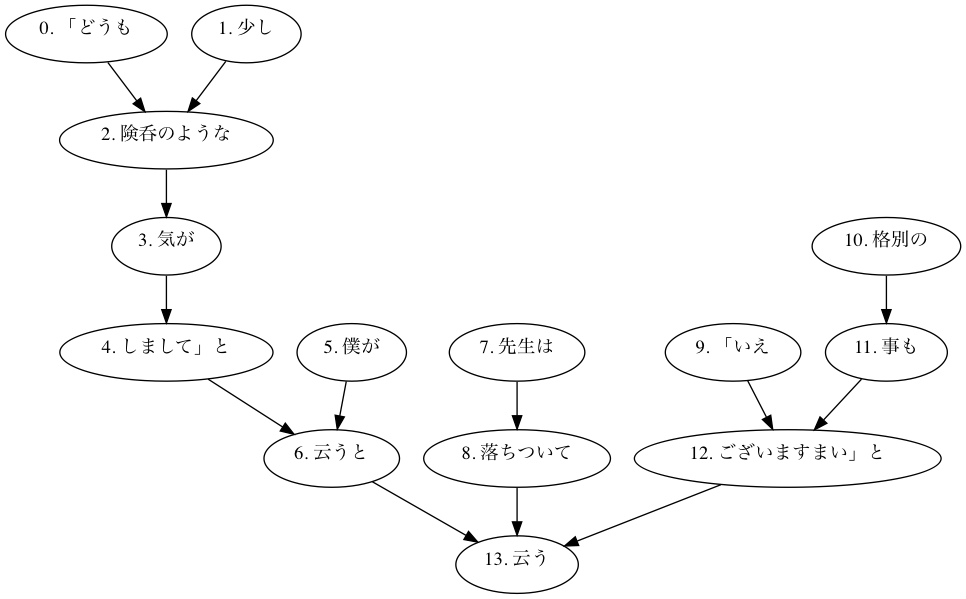 0. 「どうも
1. 少し
2. 険呑のような
3. 気が
10. 格別の
4. しまして」と
5. 僕が
7. 先生は
9. 「いえ
11. 事も
6. 云うと
8. 落ちついて
12. ございますまい」と
13. 云う